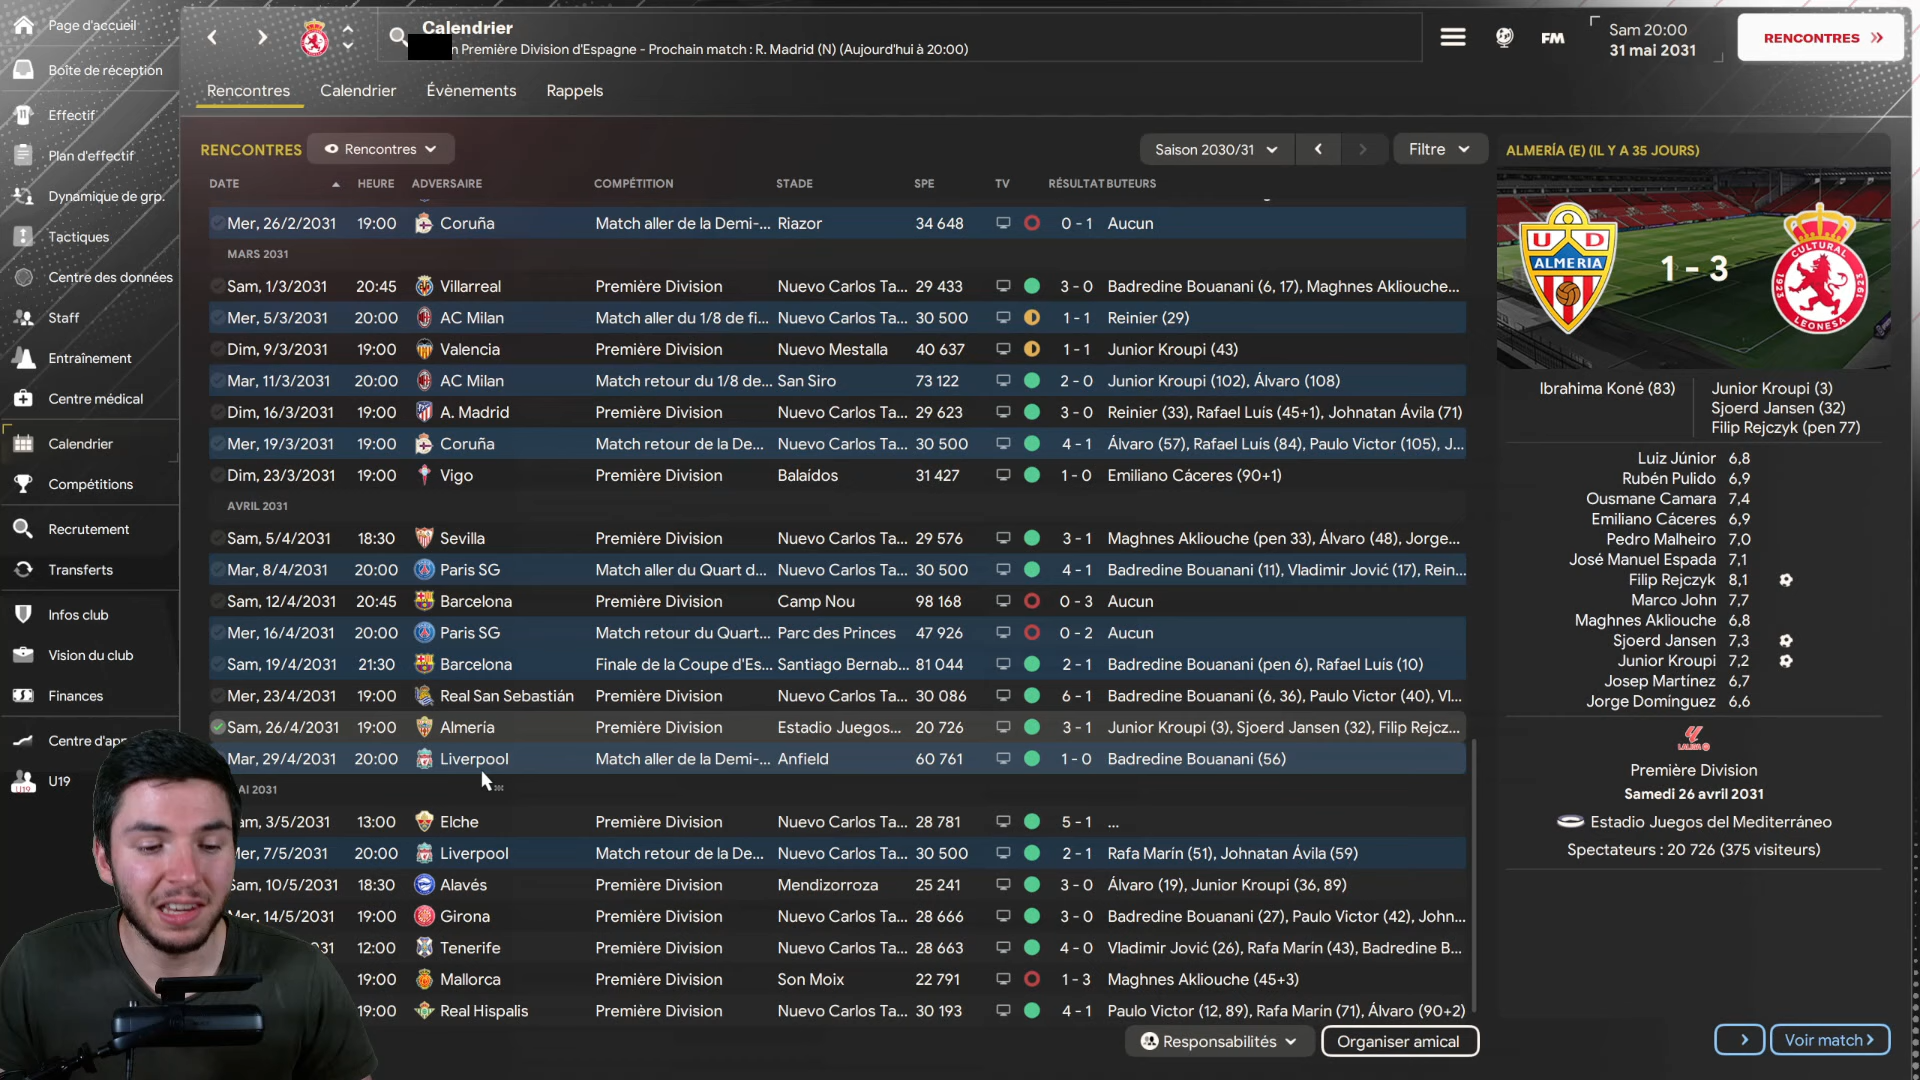 Page d'accueil
Boîte de réception
Effectif
Plan d'effectif
Dynamique de grp.
Tactiques
Centre des données
Staff
Entraînement
Centre médical
Calendrier
Compétitions
Recrutement
Transferts
Infos club
Vision du club
Finances
Centre d'app
U19
Calendrier
n Première Division d'Espagne - Prochain match : R. Madrid (N) (Aujourd'hui à 20:00)
FM
Sam 20:00
31 mai 2031
RENCONTRES
Rencontres Calendrier Évènements Rappels
RENCONTRES Rencontres Saison 2030/31 Filtre
DATE HEURE ADVERSAIRE COMPÉTITION STADE SPE TV RÉSULTAT BUTEURS
Mer, 26/2/2031 19:00 Coruña Match aller de la Demi-... Riazor 34 648 0 - 1 Aucun
MARS 2031
Sam, 1/3/2031 20:45 Villarreal Première Division Nuevo Carlos Ta... 29 433 3 - 0 Badredine Bouanani (6, 17), Maghnes Akliouche...
Mer, 5/3/2031 20:00 AC Milan Match aller du 1/8 de fi... Nuevo Carlos Ta... 30 500 1 - 1 Reinier (29)
Dim, 9/3/2031 19:00 Valencia Première Division Nuevo Mestalla 40 637 1 - 1 Junior Kroupi (43)
Mar, 11/3/2031 20:00 AC Milan Match retour du 1/8 de... San Siro 73 122 2 - 0 Junior Kroupi (102), Álvaro (108)
Dim, 16/3/2031 19:00 A. Madrid Première Division Nuevo Carlos Ta... 29 623 3 - 0 Reinier (33), Rafael Luís (45+1), Johnatan Ávila (71)
Mer, 19/3/2031 19:00 Coruña Match retour de la De... Nuevo Carlos Ta... 30 500 4 - 1 Álvaro (57), Rafael Luís (84), Paulo Victor (105), J...
Dim, 23/3/2031 19:00 Vigo Première Division Balaídos 31 427 1 - 0 Emiliano Cáceres (90+1)
AVRIL 2031
Sam, 5/4/2031 18:30 Sevilla Première Division Nuevo Carlos Ta... 29 576 3 - 1 Maghnes Akliouche (pen 33), Álvaro (48), Jorge...
Mar, 8/4/2031 20:00 Paris SG Match aller du Quart d... Nuevo Carlos Ta... 30 500 4 - 1 Badredine Bouanani (11), Vladimir Jović (17), Rein...
Sam, 12/4/2031 20:45 Barcelona Première Division Camp Nou 98 168 0 - 3 Aucun
Mer, 16/4/2031 20:00 Paris SG Match retour du Quart... Parc des Princes 47 926 0 - 2 Aucun
Sam, 19/4/2031 21:30 Barcelona Finale de la Coupe d'Es... Santiago Bernab... 81 044 2 - 1 Badredine Bouanani (pen 6), Rafael Luís (10)
Mer, 23/4/2031 19:00 Real San Sebastián Première Division Nuevo Carlos Ta... 30 086 6 - 1 Badredine Bouanani (6, 36), Paulo Victor (40), Vl...
Sam, 26/4/2031 19:00 Almería Première Division Estadio Juegos... 20 726 3 - 1 Junior Kroupi (3), Sjoerd Jansen (32), Filip Rejcz...
Mar, 29/4/2031 20:00 Liverpool Match aller de la Demi-... Anfield 60 761 1 - 0 Badredine Bouanani (56)
AI 2031
am, 3/5/2031 13:00 Elche Première Division Nuevo Carlos Ta... 28 781 5 - 1 ...
Mer, 7/5/2031 20:00 Liverpool Match retour de la De... Nuevo Carlos Ta... 30 500 2 - 1 Rafa Marín (51), Johnatan Ávila (59)
Sam, 10/5/2031 18:30 Alavés Première Division Mendizorroza 25 241 3 - 0 Álvaro (19), Junior Kroupi (36, 89)
Mer, 14/5/2031 19:00 Girona Première Division Nuevo Carlos Ta... 28 666 3 - 0 Badredine Bouanani (27), Paulo Victor (42), John...
031 12:00 Tenerife Première Division Nuevo Carlos Ta... 28 663 4 - 0 Vladimir Jović (26), Rafa Marín (43), Badredine B...
19:00 Mallorca Première Division Son Moix 22 791 1 - 3 Maghnes Akliouche (45+3)
19:00 Real Hispalis Première Division Nuevo Carlos Ta... 30 193 4 - 1 Paulo Victor (12, 89), Rafa Marín (71), Álvaro (90+2)
Responsabilités Organiser amical
ALMERÍA (E) (IL Y A 35 JOURS)
U D
ALMERIA
1 - 3
CULTURAL
1923 1923
LEONESA
Ibrahima Koné (83) Junior Kroupi (3)
Sjoerd Jansen (32)
Filip Rejczyk (pen 77)
Luiz Júnior 6,8
Rubén Pulido 6,9
Ousmane Camara 7,4
Emiliano Cáceres 6,9
Pedro Malheiro 7,0
José Manuel Espada 7,1
Filip Rejczyk 8,1
Marco John 7,7
Maghnes Akliouche 6,8
Sjoerd Jansen 7,3
Junior Kroupi 7,2
Josep Martínez 6,7
Jorge Domínguez 6,6
LALIGA
Première Division
Samedi 26 avril 2031
Estadio Juegos del Mediterráneo
Spectateurs : 20 726 (375 visiteurs)
Voir match